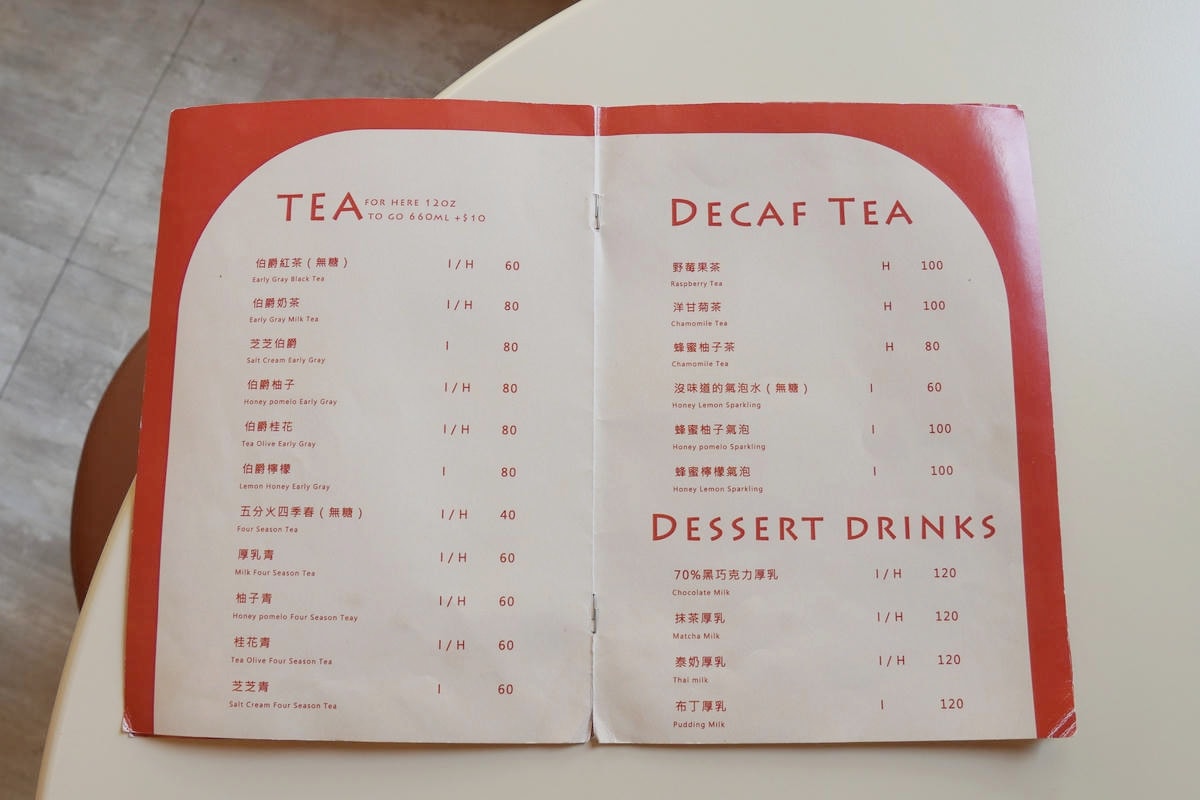 TEA FOR HERE 12OZ
TO GO 660ML +$10
伯爵紅茶(無糖) I/H 60
Early Gray Black Tea
伯爵奶茶 I/H 80
Early Gray Milk Tea
芝芝伯爵 I 80
Salt Cream Early Gray
伯爵柚子 I/H 80
Honey pomelo Early Gray
伯爵桂花 I/H 80
Tea Olive Early Gray
伯爵檸檬 I 80
Lemon Honey Early Gray
五分火四季春(無糖) I/H 40
Four Season Tea
厚乳青 I/H 60
Milk Four Season Tea
柚子青 I/H 60
Honey pomelo Four Season Teay
桂花青 I/H 60
Tea Olive Four Season Tea
芝芝青 I 60
Salt Cream Four Season Tea
DECAF TEA
野莓果茶 H 100
Raspberry Tea
洋甘菊茶 H 100
Chamomile Tea
蜂蜜柚子茶 H 80
Chamomile Tea
沒味道的氣泡水(無糖) I 60
Honey Lemon Sparkling
蜂蜜柚子氣泡 I 100
Honey pomelo Sparkling
蜂蜜檸檬氣泡 I 100
Honey Lemon Sparkling
DESSERT DRINKS
70%黑巧克力厚乳 I/H 120
Chocolate Milk
抹茶厚乳 I/H 120
Matcha Milk
泰奶厚乳 I/H 120
Thai milk
布丁厚乳 I 120
Pudding Milk